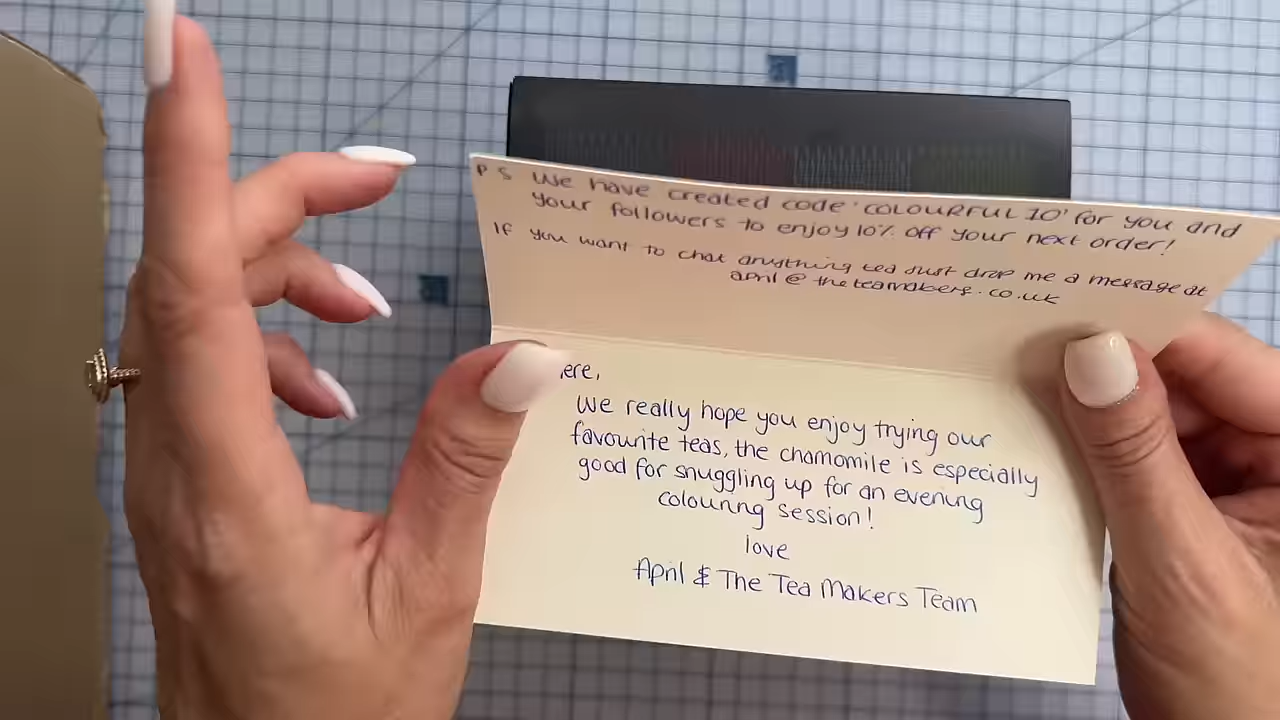 P S We have created code 'COLOURFUL 10' for you and
your followers to enjoy 10% off your next order!
If you want to chat anything tea just drop me a message at
april@theteamakers.co.uk
ere,
We really hope you enjoy trying our
favourite teas, the chamomile is especially
good for snuggling up for an evening
colouring session!
love
April & The Tea Makers Team